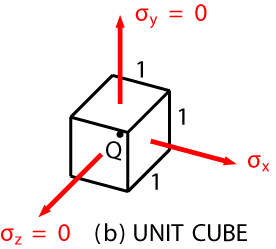 σy = 0
1
1
Q
σx
1
σz = 0
(b) UNIT CUBE